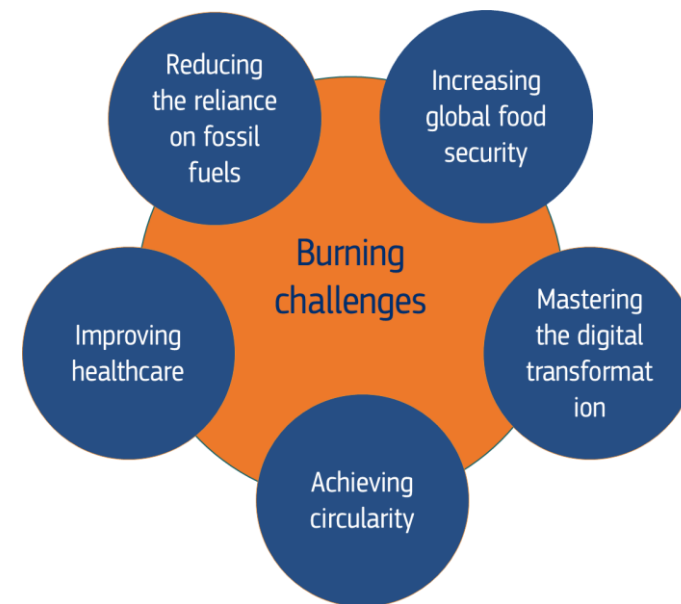 Reducing
the reliance
on fossil
fuels
Increasing
global food
security
Burning
challenges
Improving
healthcare
Mastering
the digital
transformat
ion
Achieving
circularity